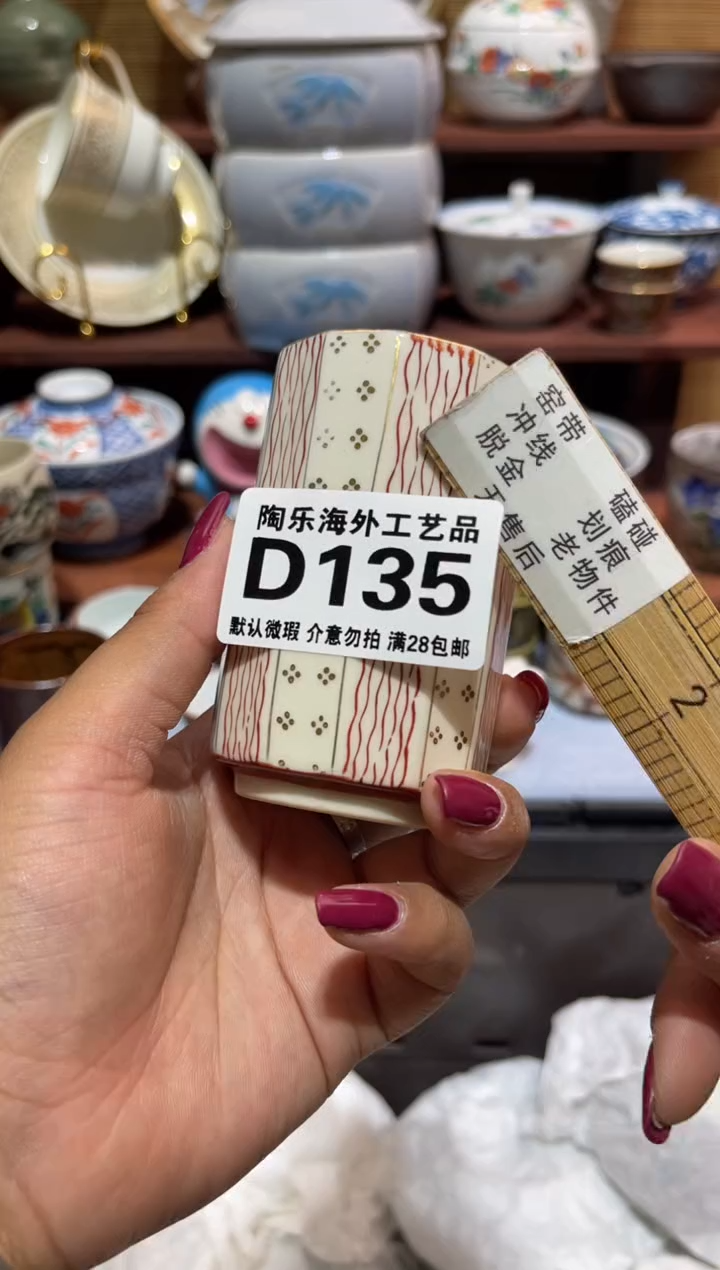 陶乐海外工艺品
D135
默认微瑕 介意勿拍 满28包邮
窑带 磕碰
冲线 划痕
脱金 老物件
售后
2